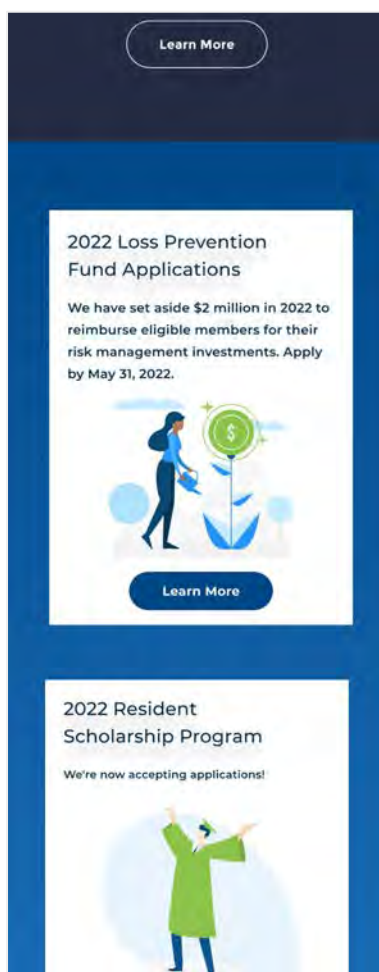 Learn More
2022 Loss Prevention
Fund Applications
We have set aside $2 million in 2022 to
reimburse eligible members for their
risk management investments. Apply
by May 31, 2022.
$
Learn More
2022 Resident
Scholarship Program
We're now accepting applications!